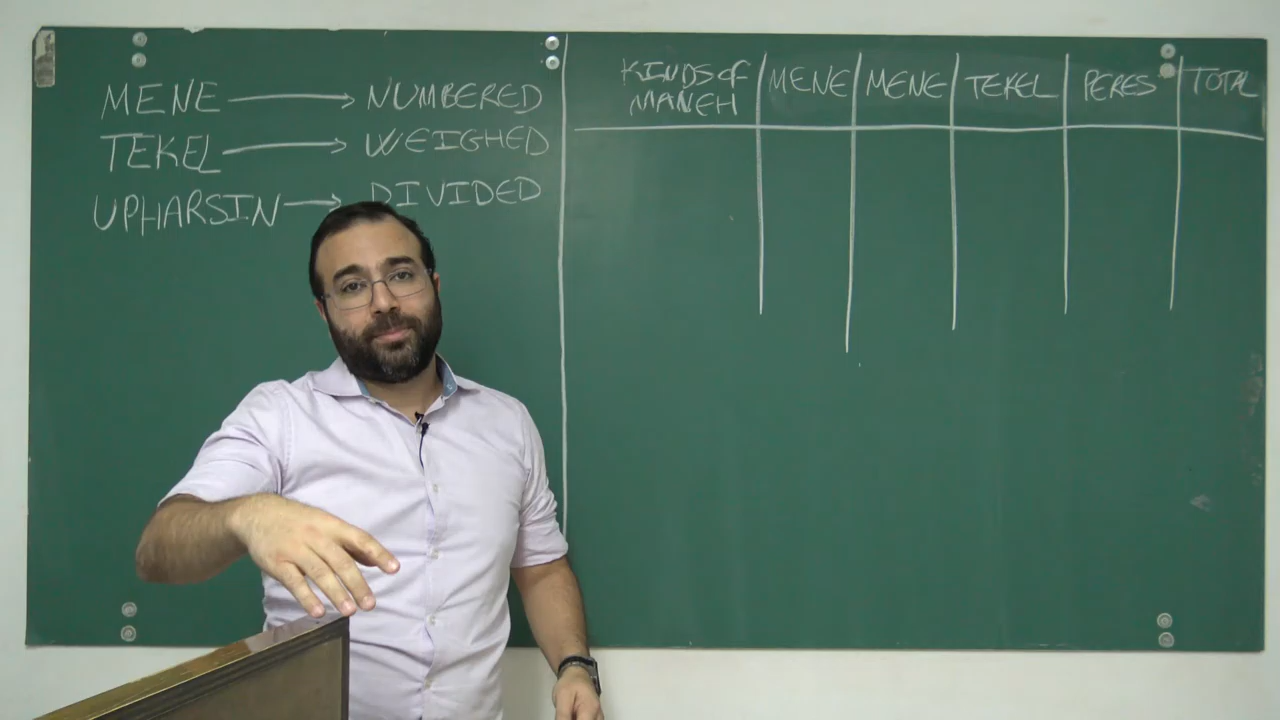 MENE → NUMBERED
TEKEL → WEIGHED
UPHARSIN → DIVIDED
KINDS OF MANEH | MENE | MENE | TEKEL | PERES | TOTAL